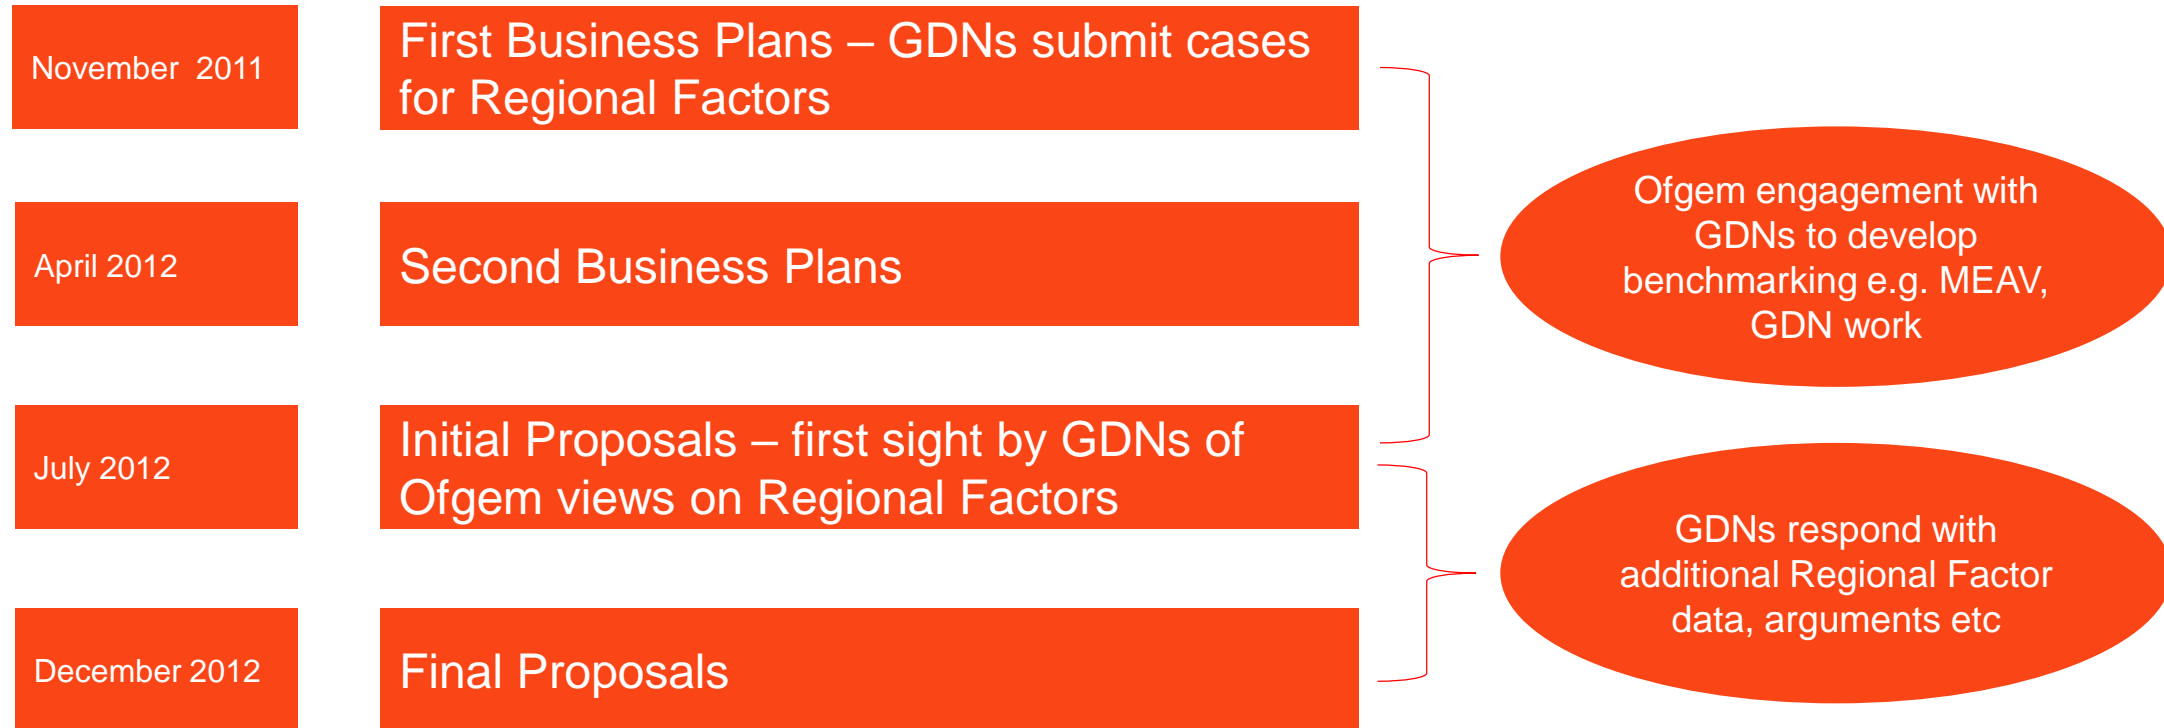 November 2011
First Business Plans – GDNs submit cases
for Regional Factors
April 2012
Second Business Plans
July 2012
Initial Proposals – first sight by GDNs of
Ofgem views on Regional Factors
December 2012
Final Proposals
Ofgem engagement with
GDNs to develop
benchmarking e.g. MEAV,
GDN work
GDNs respond with
additional Regional Factor
data, arguments etc